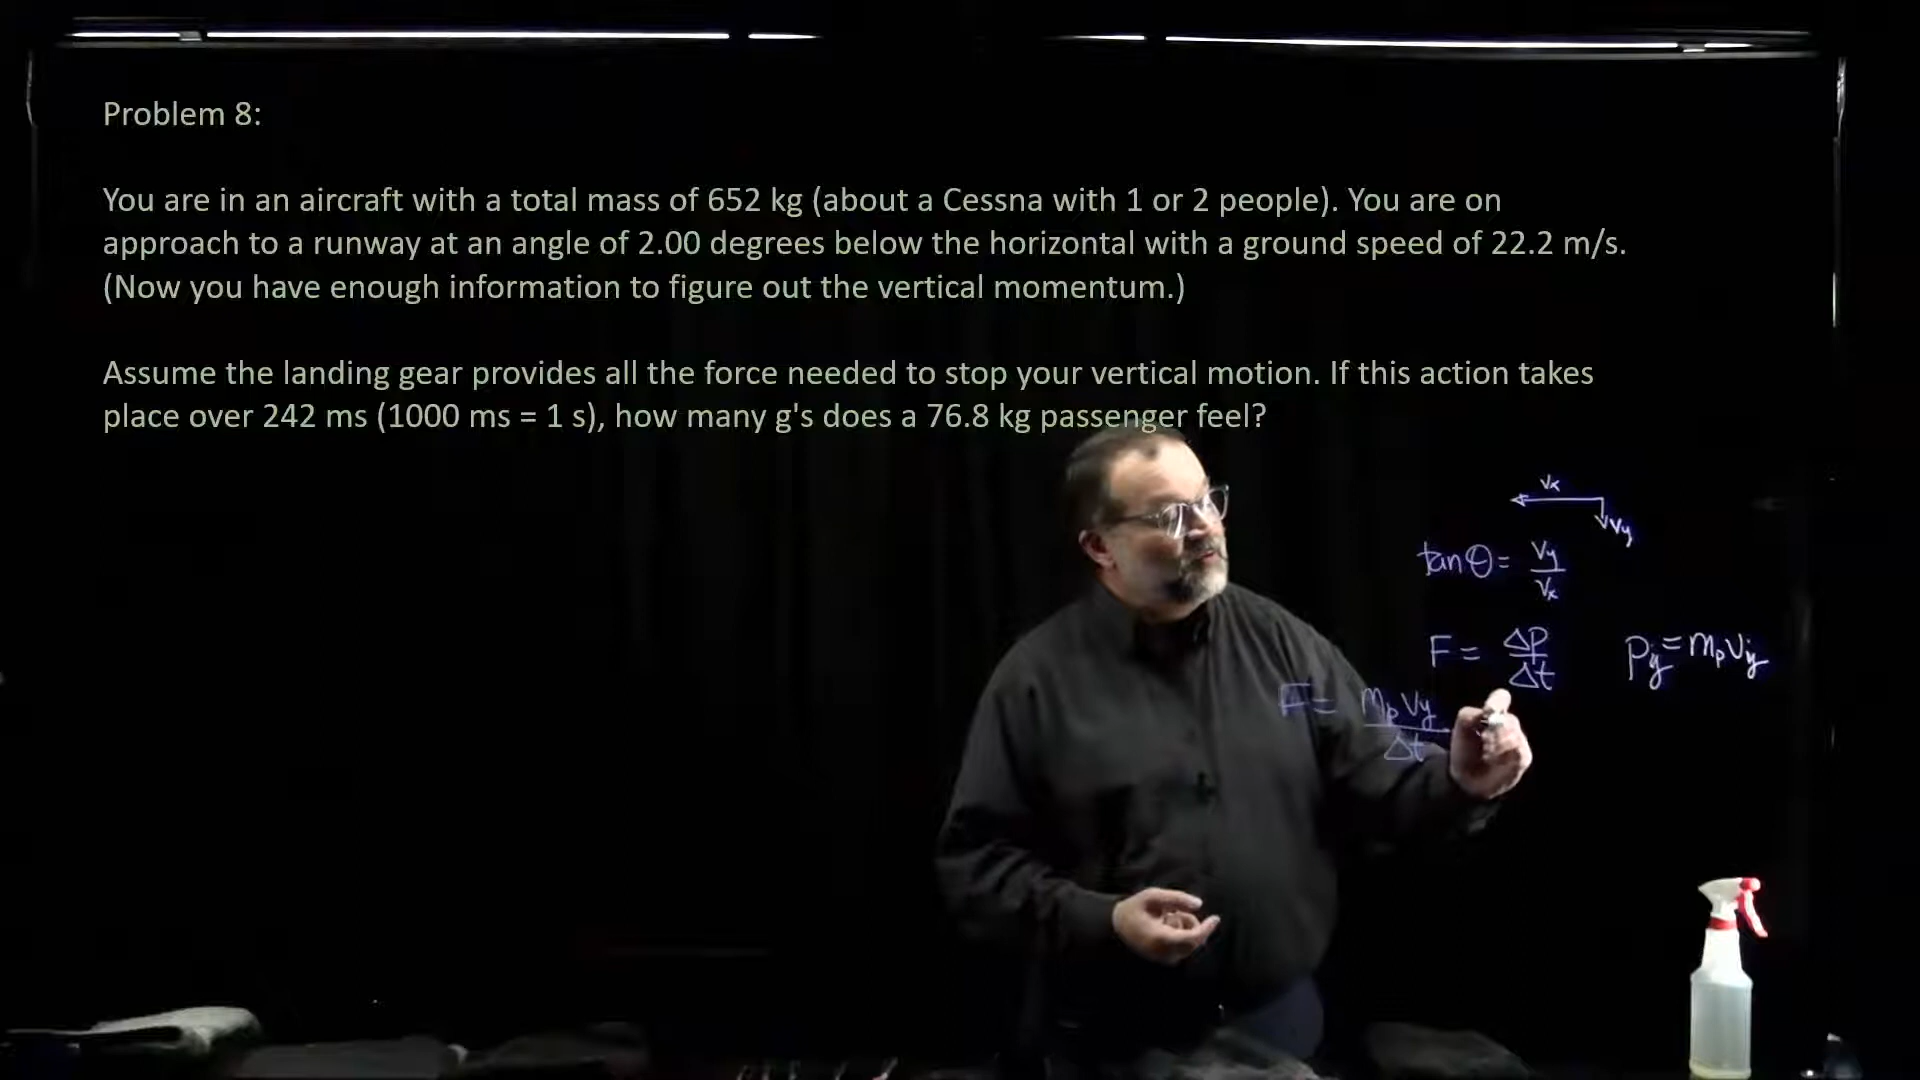 Problem 8:
You are in an aircraft with a total mass of 652 kg (about a Cessna with 1 or 2 people). You are on
approach to a runway at an angle of 2.00 degrees below the horizontal with a ground speed of 22.2 m/s.
(Now you have enough information to figure out the vertical momentum.)
Assume the landing gear provides all the force needed to stop your vertical motion. If this action takes
place over 242 ms (1000 ms = 1 s), how many g's does a 76.8 kg passenger feel?
Vx
Vy
tanθ = Vy/Vx
F = Δp/Δt Py = mpVy
F = mpVy/Δt